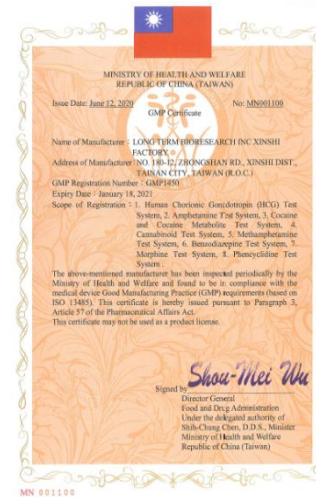 MINISTRY OF HEALTH AND WELFARE
REPUBLIC OF CHINA (TAIWAN)
Issue Date: June 12, 2020 No: MN001100
GMP Certificate
Name of Manufacturer : LONG TERM BIORESEARCH INC XINSHI
FACTORY
Address of Manufacturer : NO. 180-12, ZHONGSHAN RD., XINSHI DIST.,
TAINAN CITY, TAIWAN (R.O.C.)
GMP Registration Number : GMP1450
Expiry Date : January 18, 2021
Scope of Registration : 1. Human Chorionic Gonadotropin (HCG) Test
System, 2. Amphetamine Test System, 3. Cocaine
and Cocaine Metabolite Test System, 4.
Cannabinoid Test System, 5. Methamphetamine
Test System, 6. Benzodiazepine Test System, 7.
Morphine Test System, 8. Phencyclidine Test
System .
The above-mentioned manufacturer has been inspected periodically by the
Ministry of Health and Welfare and found to be in compliance with the
medical device Good Manufacturing Practice (GMP) requirements (based on
ISO 13485). This certificate is hereby issued pursuant to Paragraph 3,
Article 57 of the Pharmaceutical Affairs Act.
This certificate may not be used as a product license.
Shou-Mei Wu
Signed by
Director General
Food and Drug Administration
Under the delegated authority of
Shih-Chung Chen, D.D.S., Minister
Ministry of Health and Welfare
Republic of China (Taiwan)
MN 001100